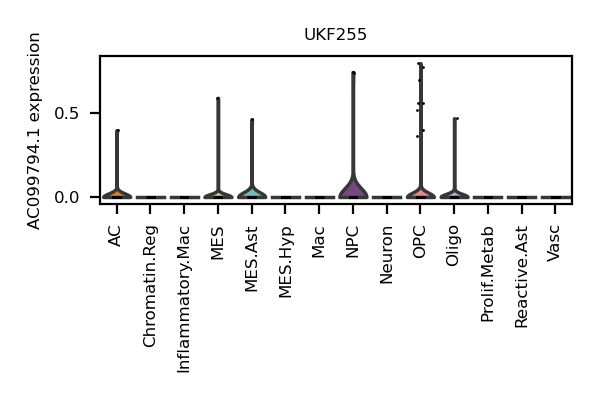 UKF255
AC099794.1 expression
0.5
0.0
AC
Chromatin.Reg
Inflammatory.Mac
MES
MES.Ast
MES.Hyp
Mac
NPC
Neuron
OPC
Oligo
Prolif.Metab
Reactive.Ast
Vasc